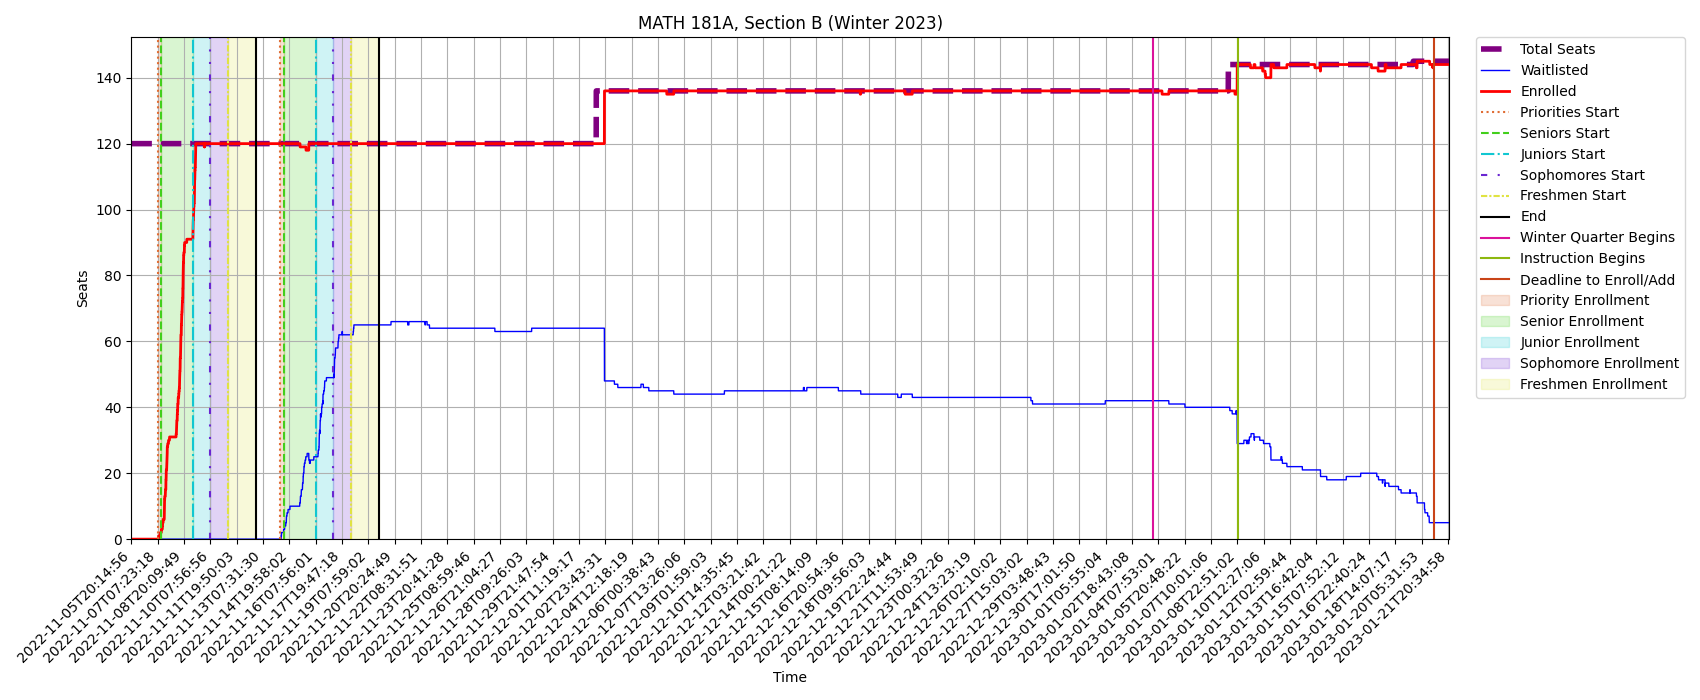 MATH 181A, Section B (Winter 2023)
Seats
140
120
100
80
60
40
20
0
2022-11-05T20:14:56
2022-11-07T07:23:18
2022-11-08T20:09:49
2022-11-10T07:56:56
2022-11-11T19:50:03
2022-11-13T07:31:30
2022-11-14T19:58:02
2022-11-16T07:56:01
2022-11-17T19:47:18
2022-11-19T07:59:02
2022-11-20T20:24:49
2022-11-22T08:31:51
2022-11-23T20:41:28
2022-11-25T08:59:46
2022-11-26T21:04:27
2022-11-28T09:26:03
2022-11-29T21:47:54
2022-12-01T11:19:17
2022-12-02T23:43:31
2022-12-04T12:18:19
2022-12-06T00:38:43
2022-12-07T13:26:06
2022-12-09T01:59:03
2022-12-10T14:35:45
2022-12-12T03:21:42
2022-12-14T00:21:22
2022-12-15T08:14:09
2022-12-16T20:54:36
2022-12-18T09:56:03
2022-12-19T22:24:44
2022-12-21T11:53:49
2022-12-23T00:32:26
2022-12-24T13:23:19
2022-12-26T02:10:02
2022-12-27T15:03:02
2022-12-29T03:48:43
2022-12-30T17:01:50
2023-01-01T05:55:04
2023-01-02T18:43:08
2023-01-04T07:53:01
2023-01-05T20:48:22
2023-01-07T10:01:06
2023-01-08T22:51:02
2023-01-10T12:27:06
2023-01-12T02:59:44
2023-01-13T16:42:04
2023-01-15T07:52:12
2023-01-16T22:40:24
2023-01-18T14:07:17
2023-01-20T05:31:53
2023-01-21T20:34:58
Time
Total Seats
Waitlisted
Enrolled
Priorities Start
Seniors Start
Juniors Start
Sophomores Start
Freshmen Start
End
Winter Quarter Begins
Instruction Begins
Deadline to Enroll/Add
Priority Enrollment
Senior Enrollment
Junior Enrollment
Sophomore Enrollment
Freshmen Enrollment